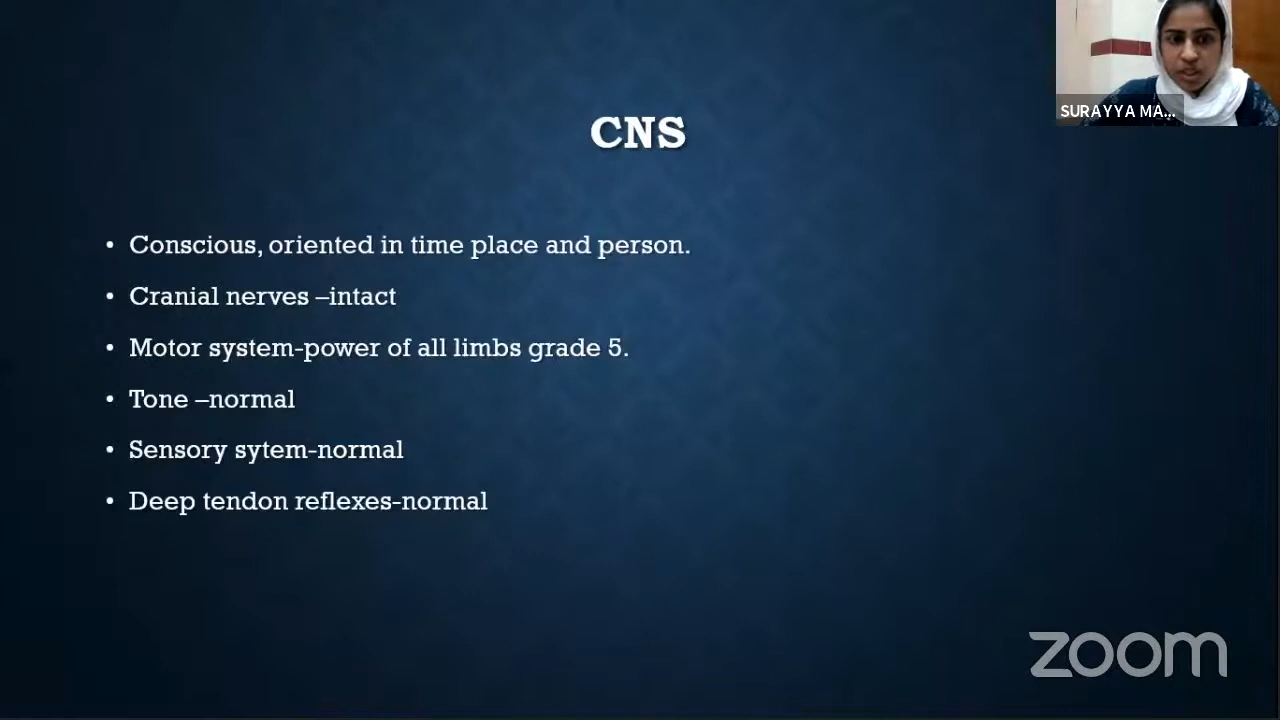 SURAYYA MA...
CNS
• Conscious, oriented in time place and person.
• Cranial nerves –intact
• Motor system-power of all limbs grade 5.
• Tone –normal
• Sensory sytem-normal
• Deep tendon reflexes-normal
zoom